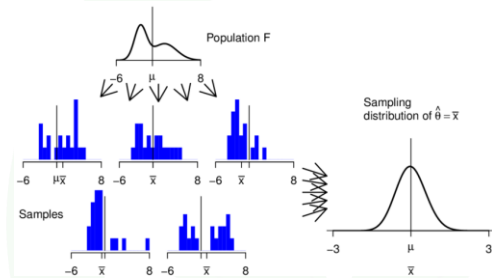 Population F
−6 μ 8
Sampling
distribution of θ̂ = x̄
−6 μ x̄ 8 −6 x̄ 8 −6 x̄ 8
Samples
−6 x̄ 8 −6 x̄ 8
−3 μ 3
x̄